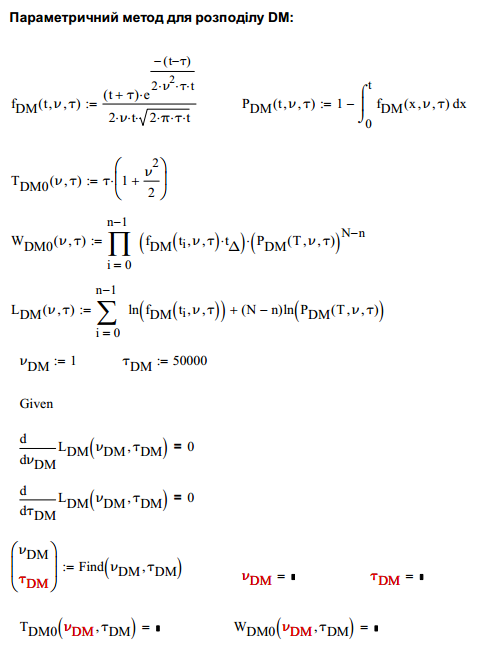 Параметричний метод для розподілу DM:
f_DM(t,ν,τ) := (t + τ)·e^(-(t-τ)/(2·ν²·τ·t)) / (2·ν·t·√(2·π·τ·t)) P_DM(t,ν,τ) := 1 - ∫₀ᵗ f_DM(x,ν,τ) dx
T_DM0(ν,τ) := τ·(1 + ν²/2)
W_DM0(ν,τ) := ∏_{i = 0}^{n-1} (f_DM(t_i,ν,τ)·t_Δ)·(P_DM(T,ν,τ))^{N-n}
L_DM(ν,τ) := ∑_{i = 0}^{n-1} ln(f_DM(t_i,ν,τ)) + (N - n)ln(P_DM(T,ν,τ))
ν_DM := 1 τ_DM := 50000
Given
d/dν_DM L_DM(ν_DM,τ_DM) = 0
d/dτ_DM L_DM(ν_DM,τ_DM) = 0
(ν_DM τ_DM) := Find(ν_DM,τ_DM) ν_DM = ▪ τ_DM = ▪
T_DM0(ν_DM,τ_DM) = ▪ W_DM0(ν_DM,τ_DM) = ▪